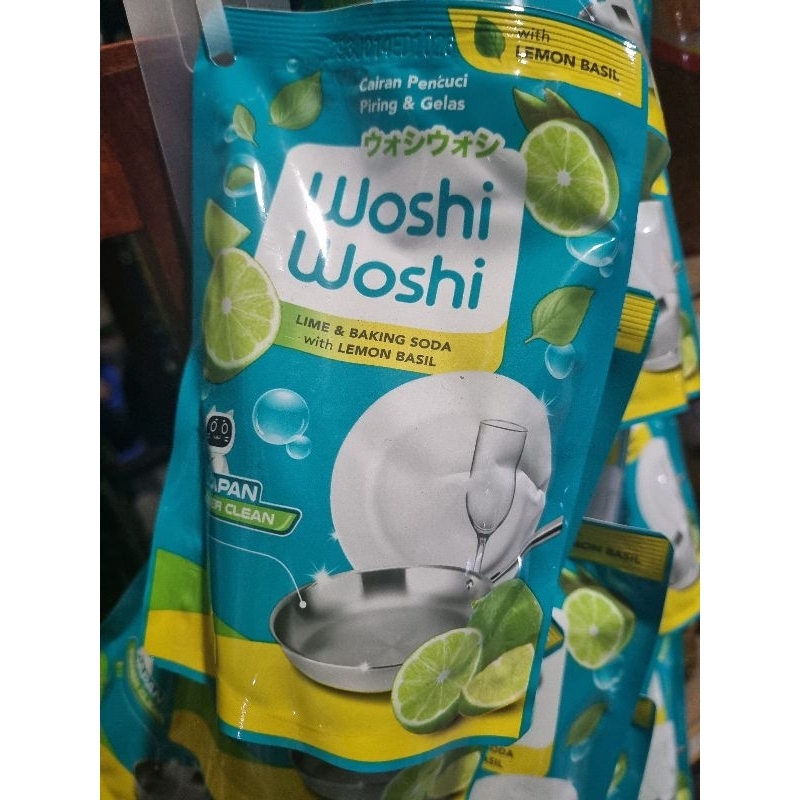 with
LEMON BASIL
Cairan Pencuci
Piring & Gelas
ウォシウォシ
Woshi
Woshi
LIME & BAKING SODA
with LEMON BASIL
APAN
ER CLEAN
BASIL